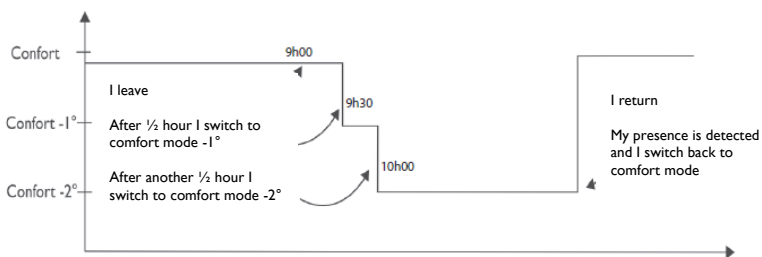 Confort
9h00
I leave
9h30
I return
Confort -1°
After ½ hour I switch to
comfort mode -1°
My presence is detected
and I switch back to
comfort mode
After another ½ hour I
switch to comfort mode -2°
10h00
Confort -2°